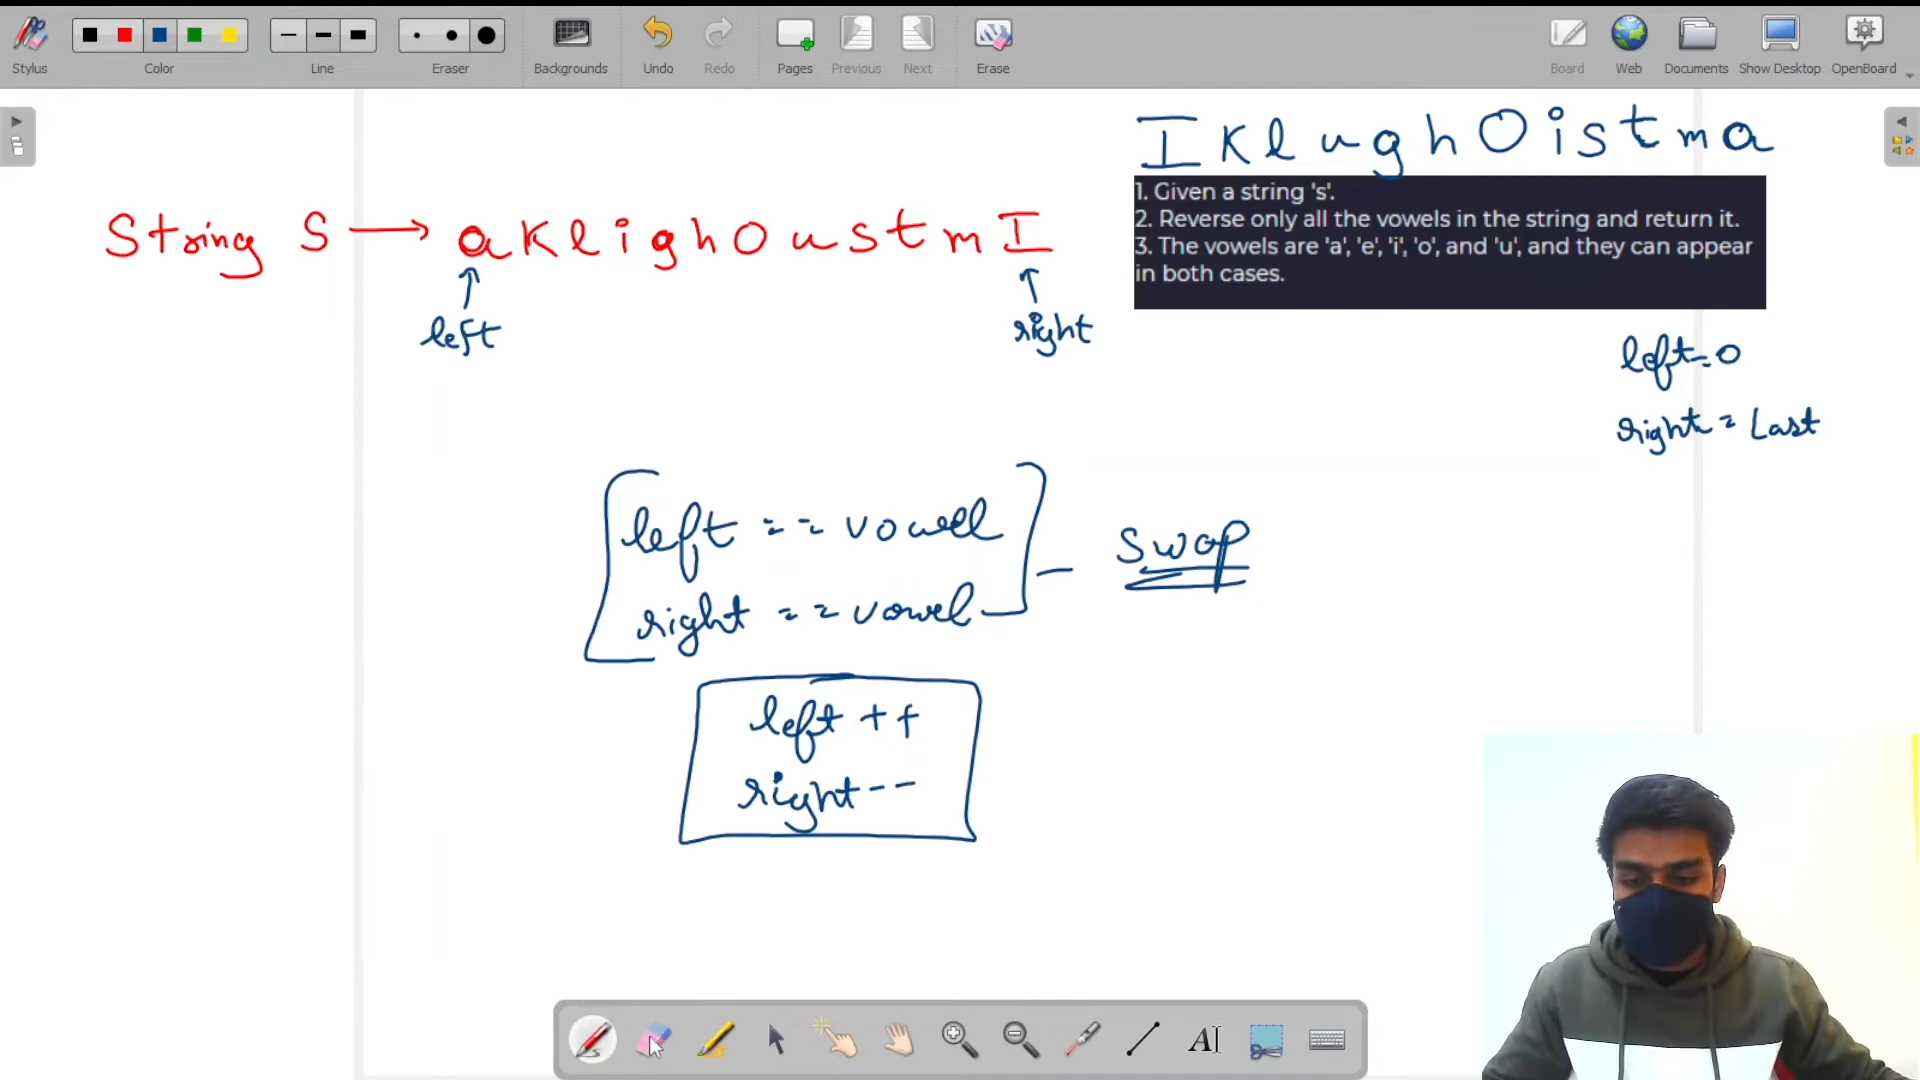 Stylus Color Line Eraser Backgrounds Undo Redo Pages Previous Next Erase Board Web Documents Show Desktop OpenBoard
I K l u g h O i s t m a
1. Given a string 's'.
2. Reverse only all the vowels in the string and return it.
3. The vowels are 'a', 'e', 'i', 'o', and 'u', and they can appear
in both cases.
String S → a K l i g h O u s t m I
left right
left = 0
right = Last
left == vowel
right == vowel
— swap
left ++
right--
AI